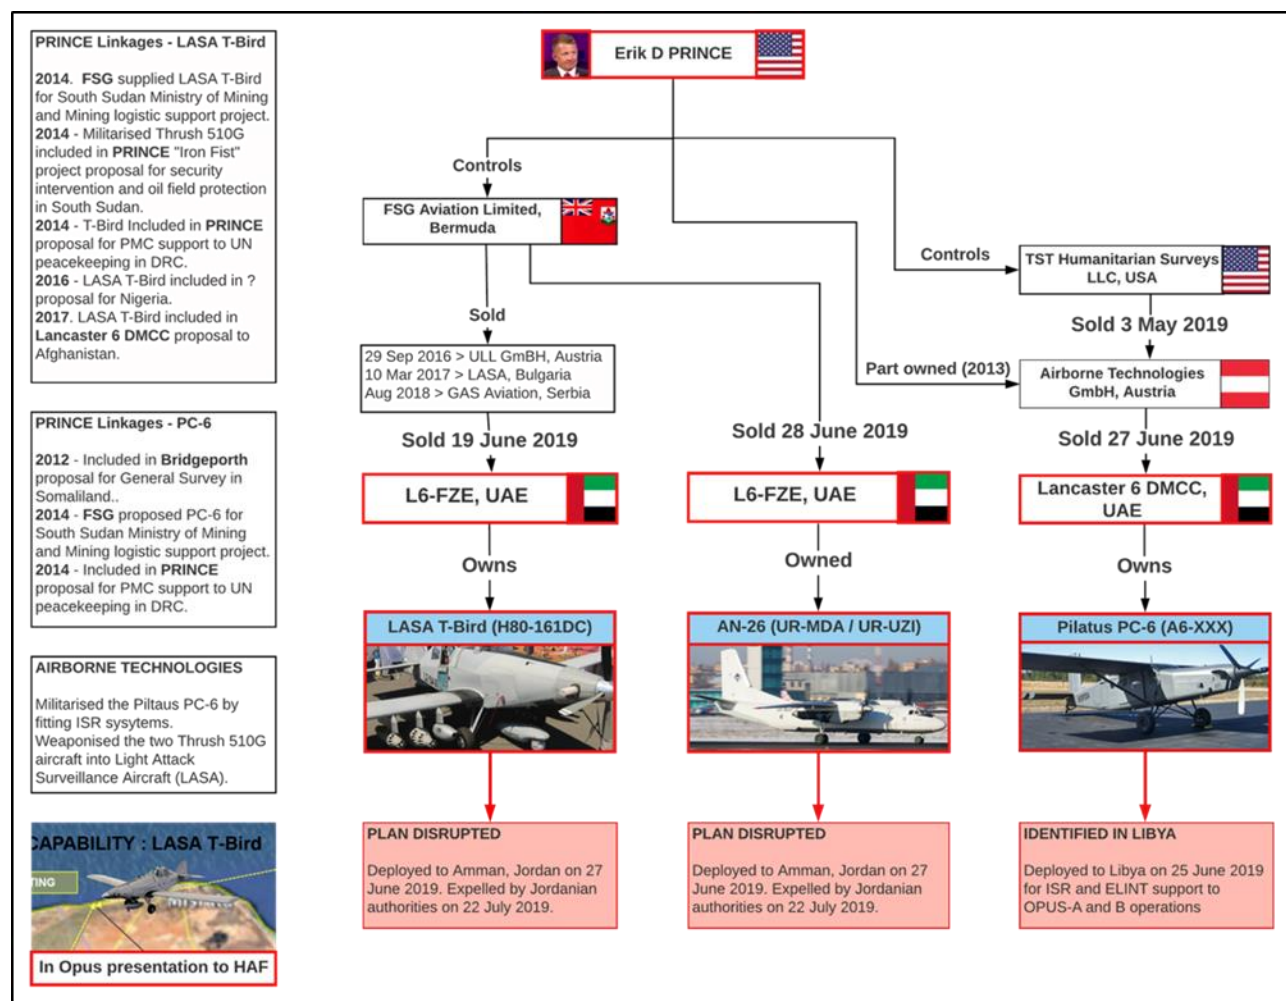 PRINCE Linkages - LASA T-Bird
2014.  FSG supplied LASA T-Bird
for South Sudan Ministry of Mining
and Mining logistic support project.
2014 - Militarised Thrush 510G
included in PRINCE "Iron Fist"
project proposal for security
intervention and oil field protection
in South Sudan.
2014 - T-Bird Included in PRINCE
proposal for PMC support to UN
peacekeeping in DRC.
2016 - LASA T-Bird included in ?
proposal for Nigeria.
2017. LASA T-Bird included in
Lancaster 6 DMCC proposal to
Afghanistan.
PRINCE Linkages - PC-6
2012 - Included in Bridgeporth
proposal for General Survey in
Somaliland..
2014 - FSG proposed PC-6 for
South Sudan Ministry of Mining
and Mining logistic support project.
2014 - Included in PRINCE
proposal for PMC support to UN
peacekeeping in DRC.
AIRBORNE TECHNOLOGIES
Militarised the Piltaus PC-6 by
fitting ISR sysytems.
Weaponised the two Thrush 510G
aircraft into Light Attack
Surveillance Aircraft (LASA).
CAPABILITY : LASA T-Bird
TING
In Opus presentation to HAF
Erik D PRINCE
Controls
FSG Aviation Limited,
Bermuda
Sold
29 Sep 2016 > ULL GmBH, Austria
10 Mar 2017 > LASA, Bulgaria
Aug 2018 > GAS Aviation, Serbia
Sold 19 June 2019
L6-FZE, UAE
Owns
LASA T-Bird (H80-161DC)
PLAN DISRUPTED
Deployed to Amman, Jordan on 27
June 2019. Expelled by Jordanian
authorities on 22 July 2019.
Sold 28 June 2019
L6-FZE, UAE
Owned
AN-26 (UR-MDA / UR-UZI)
PLAN DISRUPTED
Deployed to Amman, Jordan on 27
June 2019. Expelled by Jordanian
authorities on 22 July 2019.
Controls
TST Humanitarian Surveys
LLC, USA
Sold 3 May 2019
Part owned (2013)
Airborne Technologies
GmbH, Austria
Sold 27 June 2019
Lancaster 6 DMCC,
UAE
Owns
Pilatus PC-6 (A6-XXX)
IDENTIFIED IN LIBYA
Deployed to Libya on 25 June 2019
for ISR and ELINT support to
OPUS-A and B operations